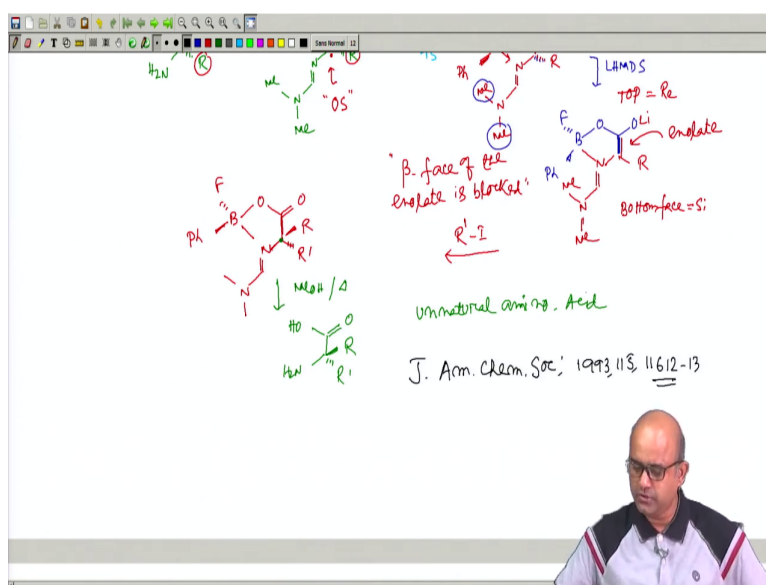 Sans Normal 12
H₂N R
Me
N
N
Me
"OS"
Ph
N R
Me
N
Me
LHMDS
TOP = Re
F
B
O
OLi
enolate
Ph
N R
Me
N
Me
Bottom face = Si
"β-face of the
enolate is blocked"
R'-I
F
Ph B O O
N R
R'
N
MeOH/Δ
HO O
R
H₂N R'
unnatural amino. Acid
J. Am. Chem. Soc; 1993, 115, 11612-13